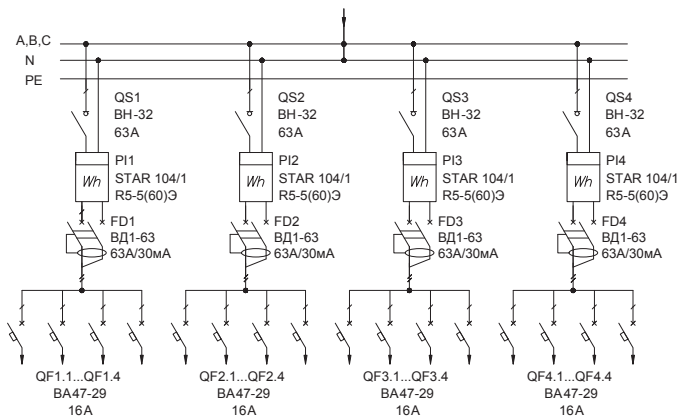 A,B,C
N
PE
QS1
ВН-32
63А
QS2
ВН-32
63А
QS3
ВН-32
63А
QS4
ВН-32
63А
PI1
STAR 104/1
R5-5(60)Э
PI2
STAR 104/1
R5-5(60)Э
PI3
STAR 104/1
R5-5(60)Э
PI4
STAR 104/1
R5-5(60)Э
Wh
Wh
Wh
Wh
FD1
ВД1-63
63А/30мА
FD2
ВД1-63
63А/30мА
FD3
ВД1-63
63А/30мА
FD4
ВД1-63
63А/30мА
QF1.1...QF1.4
ВА47-29
16А
QF2.1...QF2.4
ВА47-29
16А
QF3.1...QF3.4
ВА47-29
16А
QF4.1...QF4.4
ВА47-29
16А